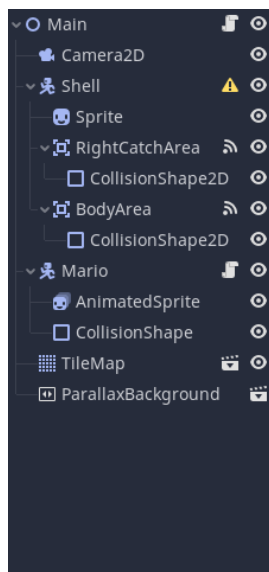 Main
Camera2D
Shell
Sprite
RightCatchArea
CollisionShape2D
BodyArea
CollisionShape2D
Mario
AnimatedSprite
CollisionShape
TileMap
ParallaxBackground